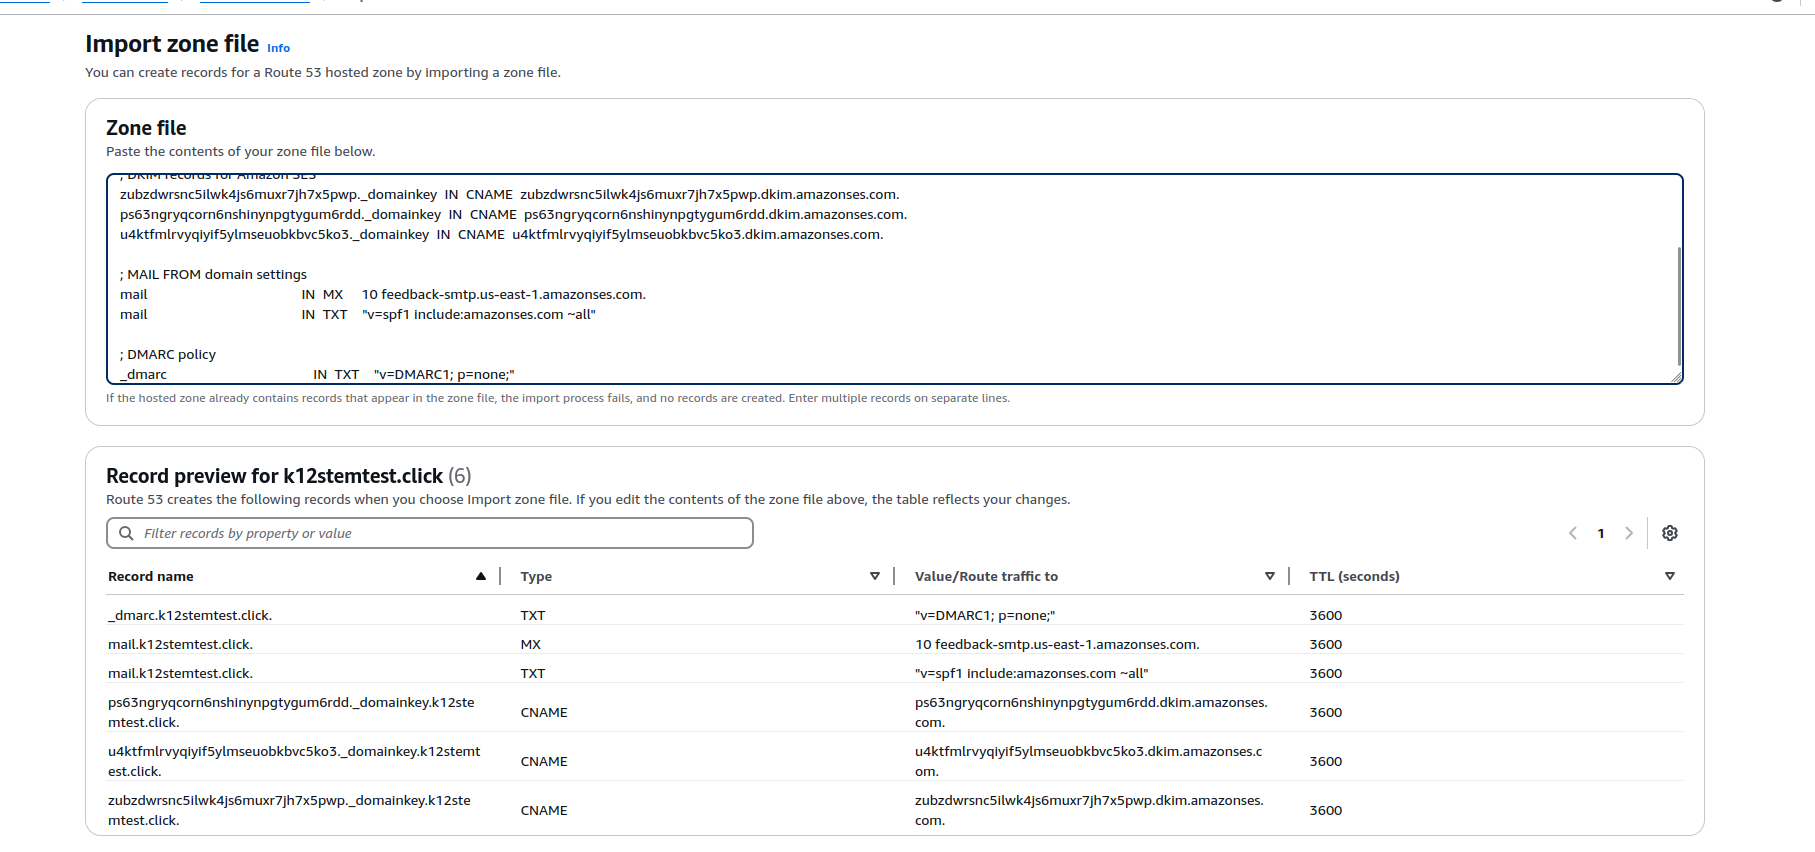 Import zone file Info
You can create records for a Route 53 hosted zone by importing a zone file.
Zone file
Paste the contents of your zone file below.
; DKIM records for Amazon SES
zubzdwrsnc5ilwk4js6muxr7jh7x5pwp._domainkey IN CNAME zubzdwrsnc5ilwk4js6muxr7jh7x5pwp.dkim.amazonses.com.
ps63ngryqcorn6nshinynpgtygum6rdd._domainkey IN CNAME ps63ngryqcorn6nshinynpgtygum6rdd.dkim.amazonses.com.
u4ktfmlrvyqiyif5ylmseuobkbvc5ko3._domainkey IN CNAME u4ktfmlrvyqiyif5ylmseuobkbvc5ko3.dkim.amazonses.com.
; MAIL FROM domain settings
mail IN MX 10 feedback-smtp.us-east-1.amazonses.com.
mail IN TXT "v=spf1 include:amazonses.com ~all"
; DMARC policy
_dmarc IN TXT "v=DMARC1; p=none;"
If the hosted zone already contains records that appear in the zone file, the import process fails, and no records are created. Enter multiple records on separate lines.
Record preview for k12stemtest.click (6)
Route 53 creates the following records when you choose Import zone file. If you edit the contents of the zone file above, the table reflects your changes.
Filter records by property or value
1
Record name Type Value/Route traffic to TTL (seconds)
_dmarc.k12stemtest.click. TXT "v=DMARC1; p=none;" 3600
mail.k12stemtest.click. MX 10 feedback-smtp.us-east-1.amazonses.com. 3600
mail.k12stemtest.click. TXT "v=spf1 include:amazonses.com ~all" 3600
ps63ngryqcorn6nshinynpgtygum6rdd._domainkey.k12ste
mtest.click. CNAME ps63ngryqcorn6nshinynpgtygum6rdd.dkim.amazonses.
com. 3600
u4ktfmlrvyqiyif5ylmseuobkbvc5ko3._domainkey.k12stemt
est.click. CNAME u4ktfmlrvyqiyif5ylmseuobkbvc5ko3.dkim.amazonses.c
om. 3600
zubzdwrsnc5ilwk4js6muxr7jh7x5pwp._domainkey.k12ste
mtest.click. CNAME zubzdwrsnc5ilwk4js6muxr7jh7x5pwp.dkim.amazonses.
com. 3600